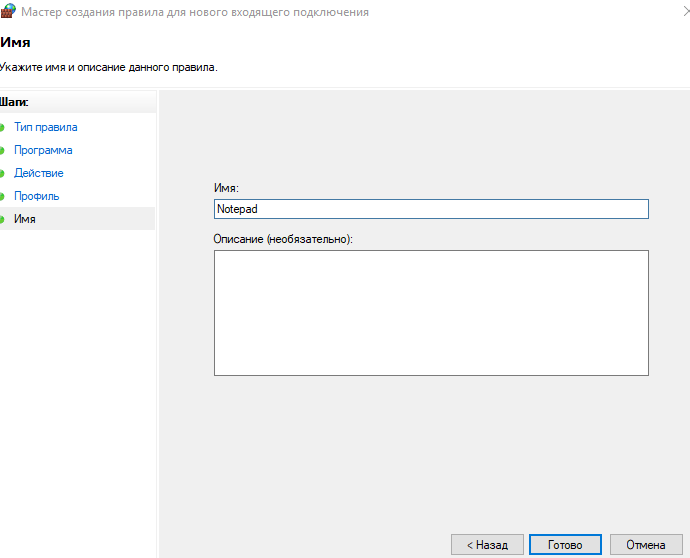 Мастер создания правила для нового входящего подключения
Имя
Укажите имя и описание данного правила.
Шаги:
Тип правила
Программа
Действие
Профиль
Имя
Имя:
Notepad
Описание (необязательно):
< Назад
Готово
Отмена